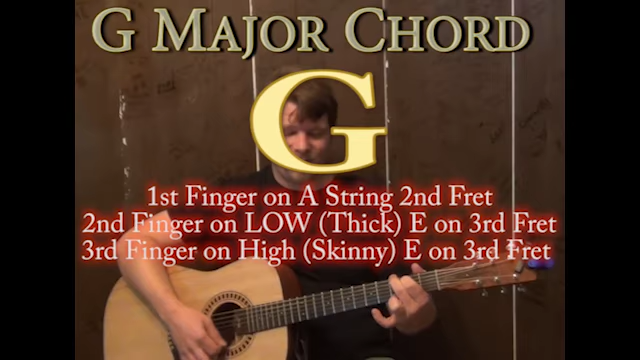 G Major Chord
G
1st Finger on A String 2nd Fret
2nd Finger on LOW (Thick) E on 3rd Fret
3rd Finger on High (Skinny) E on 3rd Fret